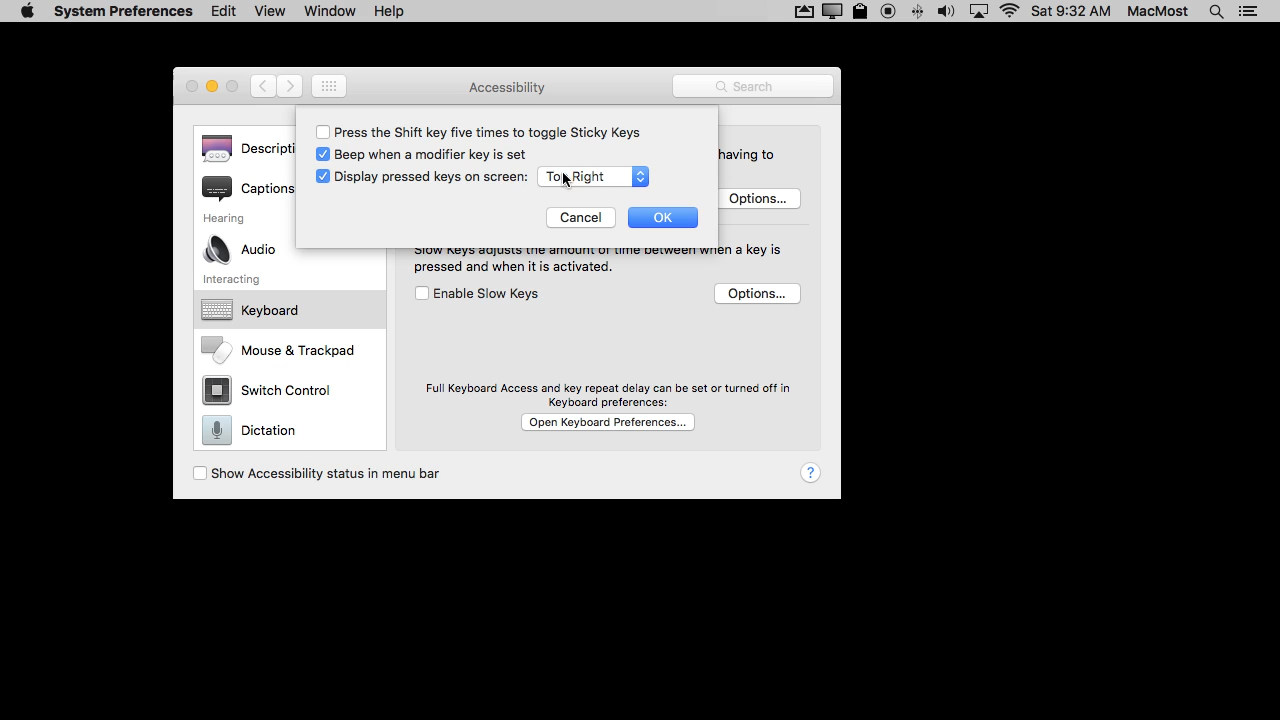 System Preferences Edit View Window Help Sat 9:32 AM MacMost
Accessibility
Search
Press the Shift key five times to toggle Sticky Keys
Beep when a modifier key is set
Display pressed keys on screen: Top Right
Cancel OK
Captions
Hearing
Audio
Interacting
Keyboard
Mouse & Trackpad
Switch Control
Dictation
having to
Options...
Slow Keys adjusts the amount of time between when a key is
pressed and when it is activated.
Enable Slow Keys Options...
Full Keyboard Access and key repeat delay can be set or turned off in
Keyboard preferences:
Open Keyboard Preferences...
Show Accessibility status in menu bar ?